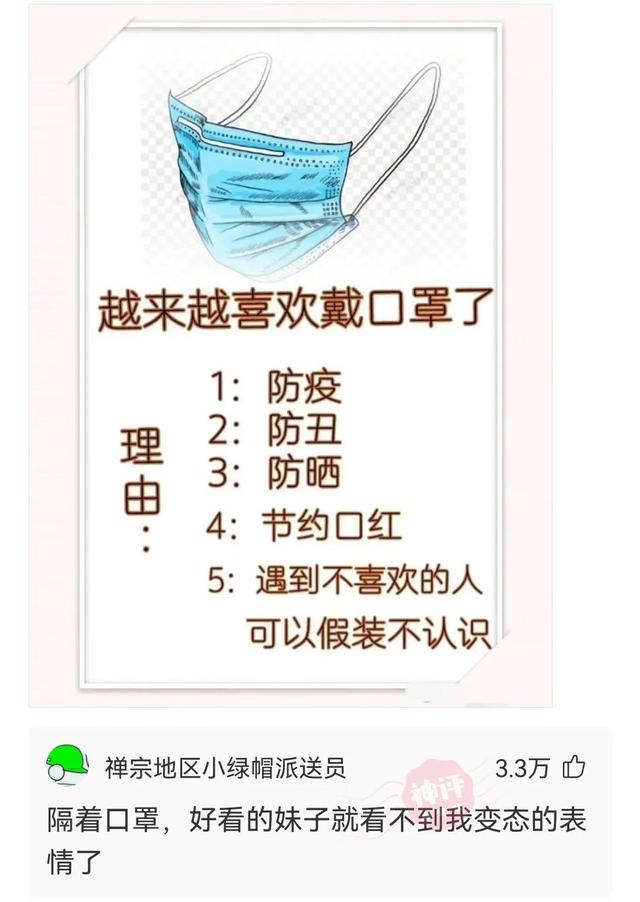 越来越喜欢戴口罩了
理由：
1：防疫
2：防丑
3：防晒
4：节约口红
5：遇到不喜欢的人
可以假装不认识
禅宗地区小绿帽派送员
3.3万
神评
隔着口罩，好看的妹子就看不到我变态的表
情了